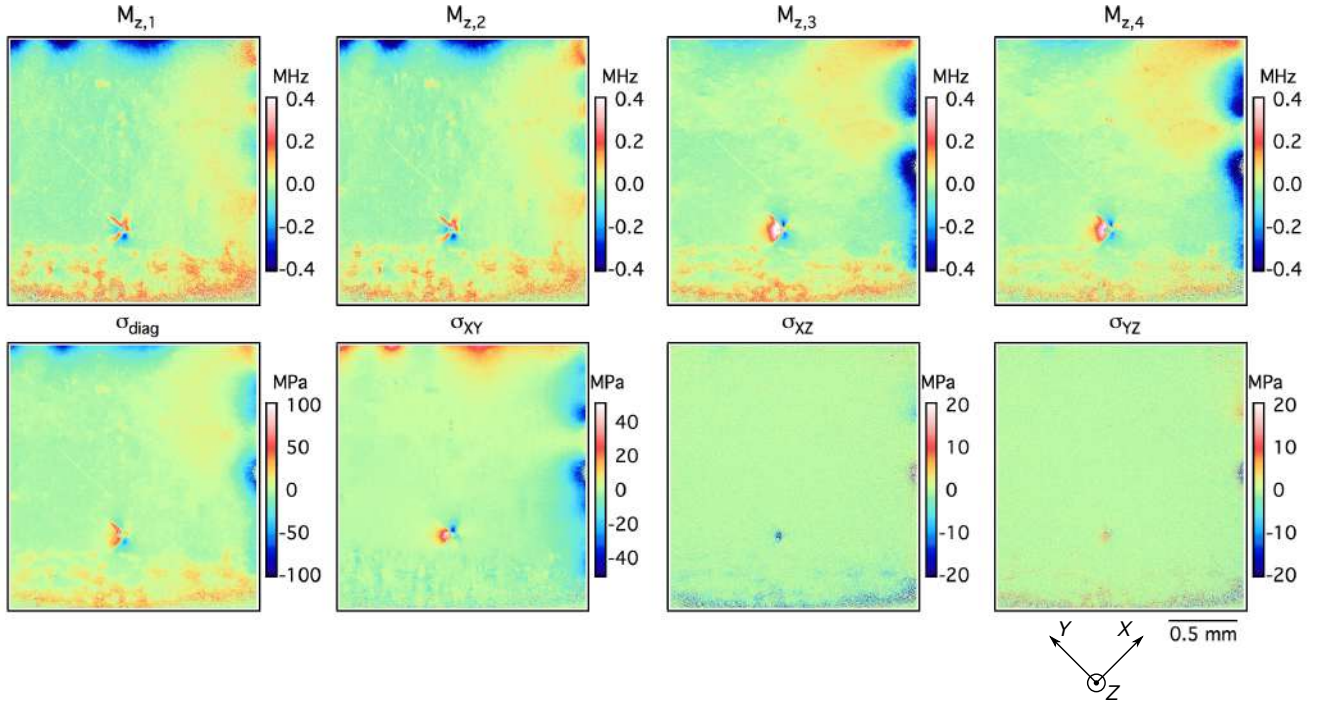 M_z,1 M_z,2 M_z,3 M_z,4
MHz MHz MHz MHz
0.4 0.4 0.4 0.4
0.2 0.2 0.2 0.2
0.0 0.0 0.0 0.0
-0.2 -0.2 -0.2 -0.2
-0.4 -0.4 -0.4 -0.4
σ_diag σ_XY σ_XZ σ_YZ
MPa MPa MPa MPa
100 40 20 20
50 20 10 10
0 0 0 0
-50 -20 -10 -10
-100 -40 -20 -20
Y X 0.5 mm
Z